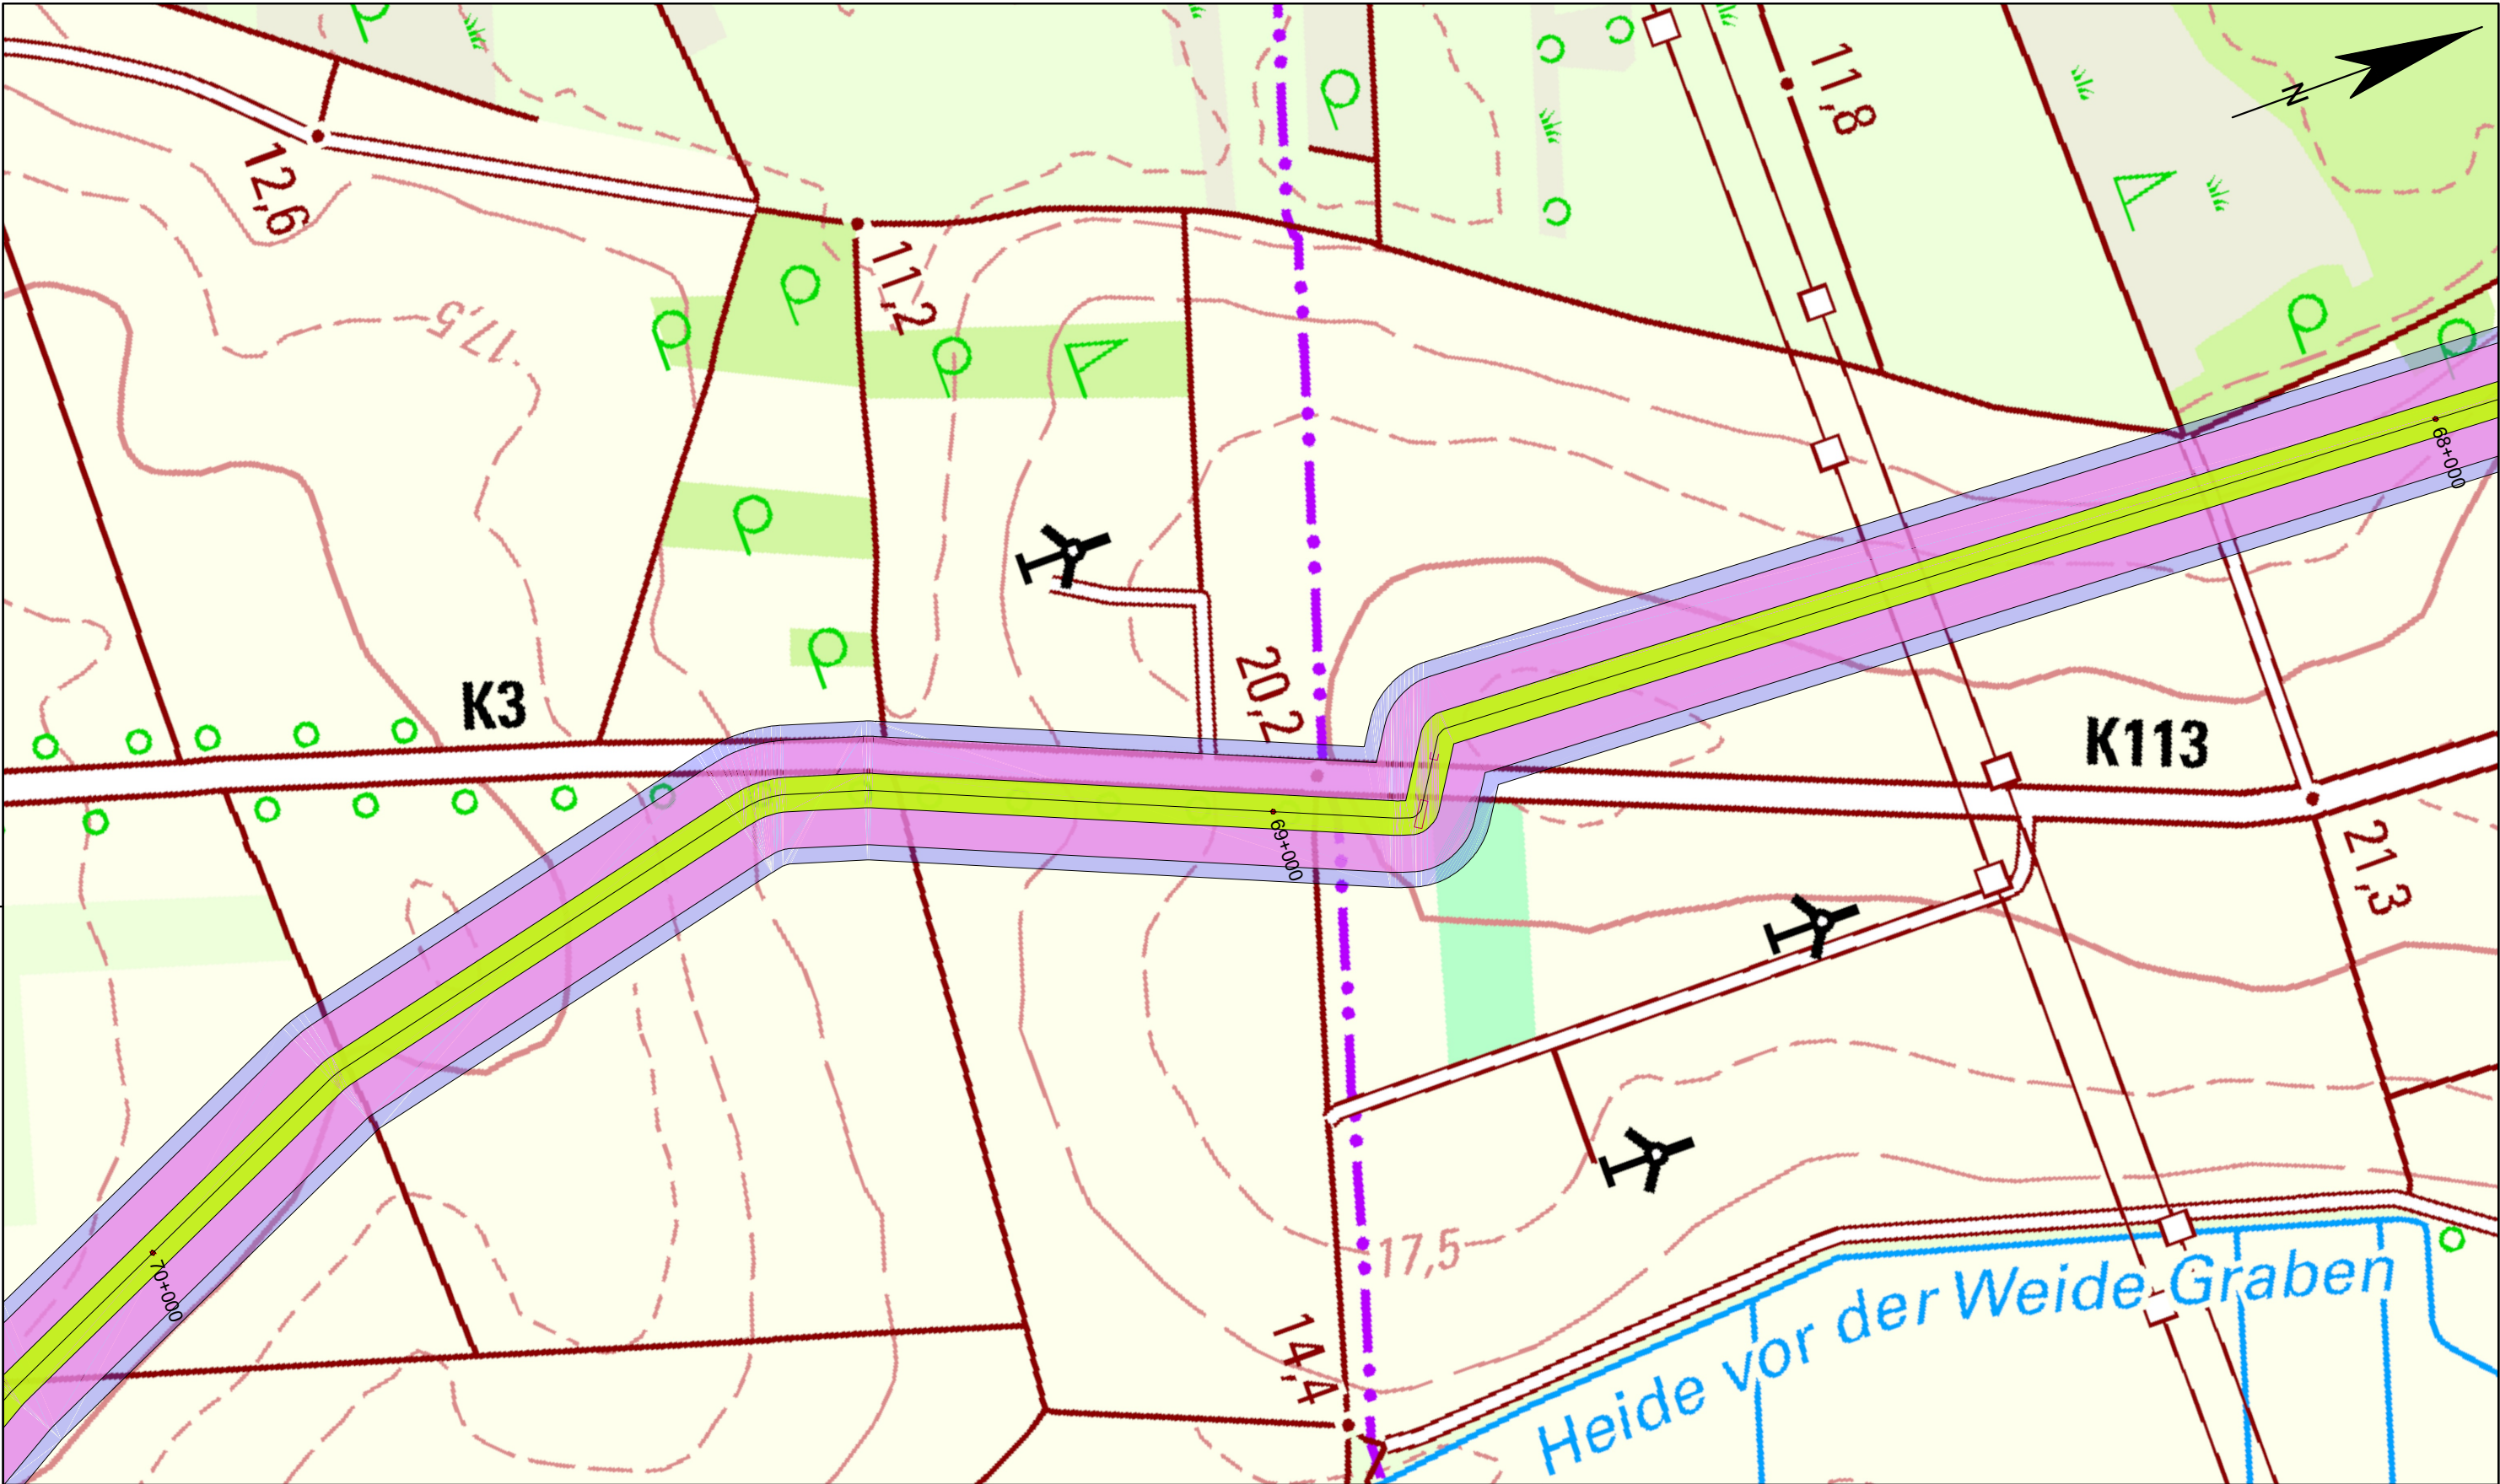 N
11,8
12,6
11,2
17,5
68+000
20,2
K3
K113
69+000
21,3
17,5
70+000
14,4
Heide vor der Weide Graben